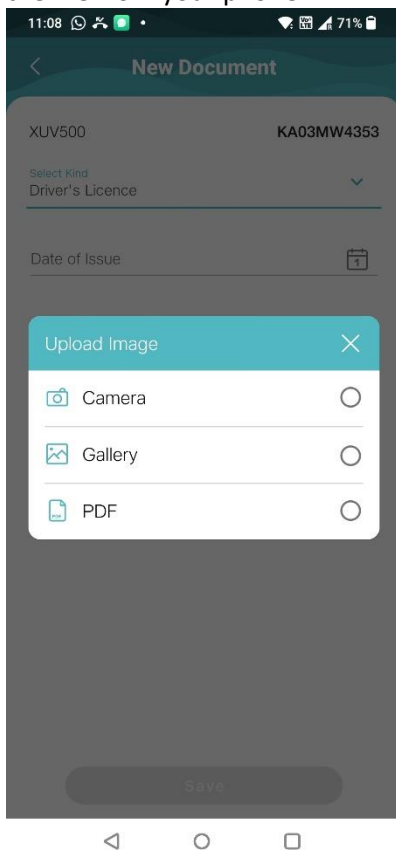 11:08 71%
New Document
XUV500 KA03MW4353
Select Kind
Driver's Licence
Date of Issue
1
Upload Image
Camera
Gallery
PDF
Save